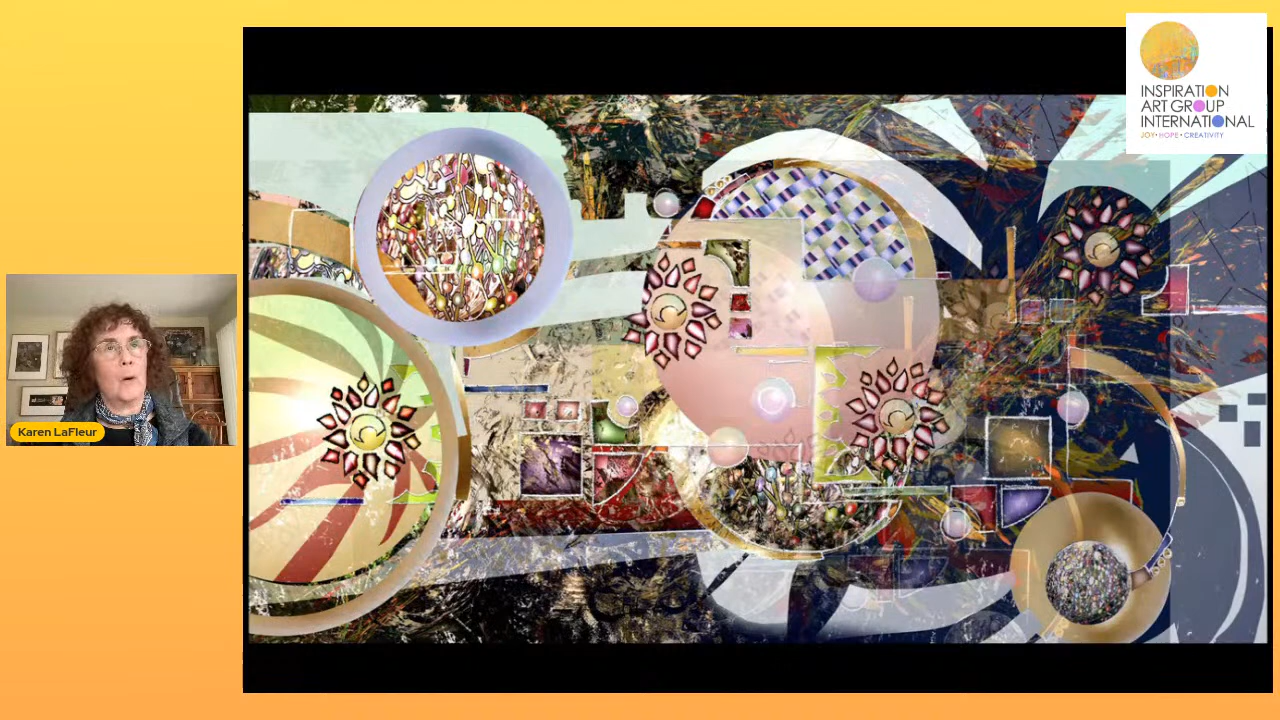 INSPIRATION
ART GROUP
INTERNATIONAL
JOY•HOPE•CREATIVITY
Karen LaFleur